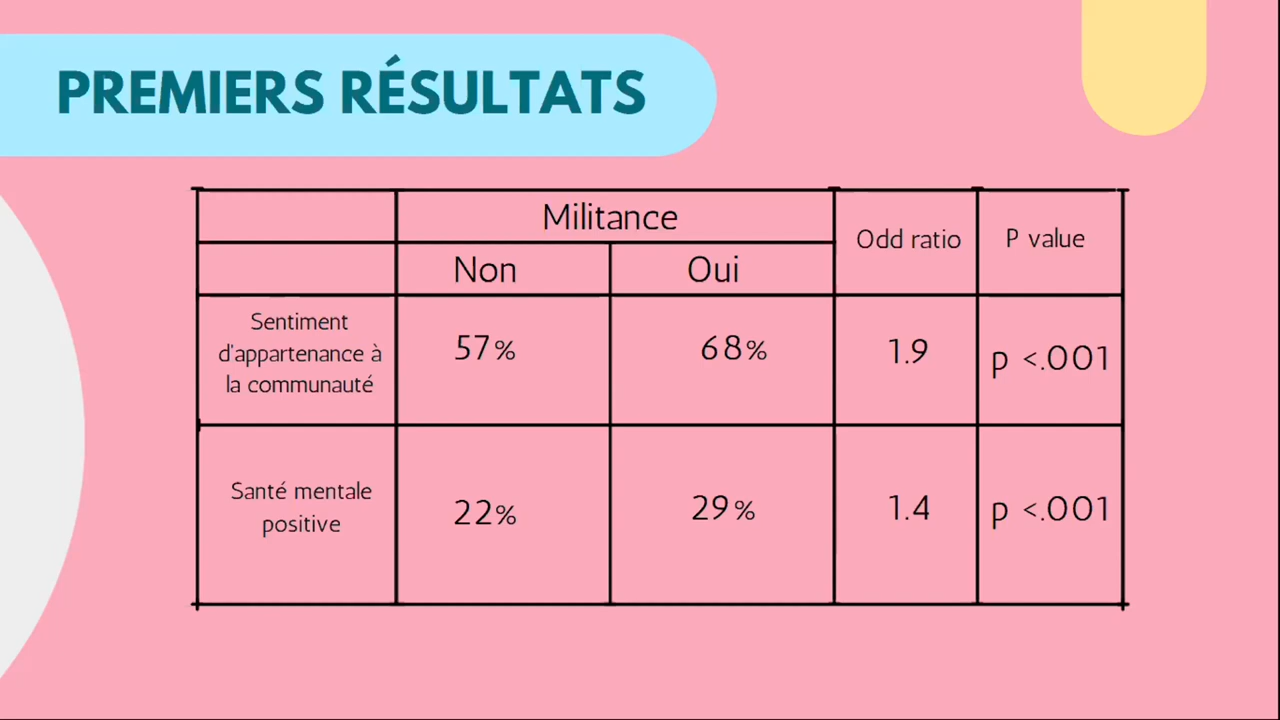 PREMIERS RÉSULTATS
Militance
Odd ratio
P value
Non
Oui
Sentiment
d'appartenance à
la communauté
57%
68%
1.9
p <.001
Santé mentale
positive
22%
29%
1.4
p <.001